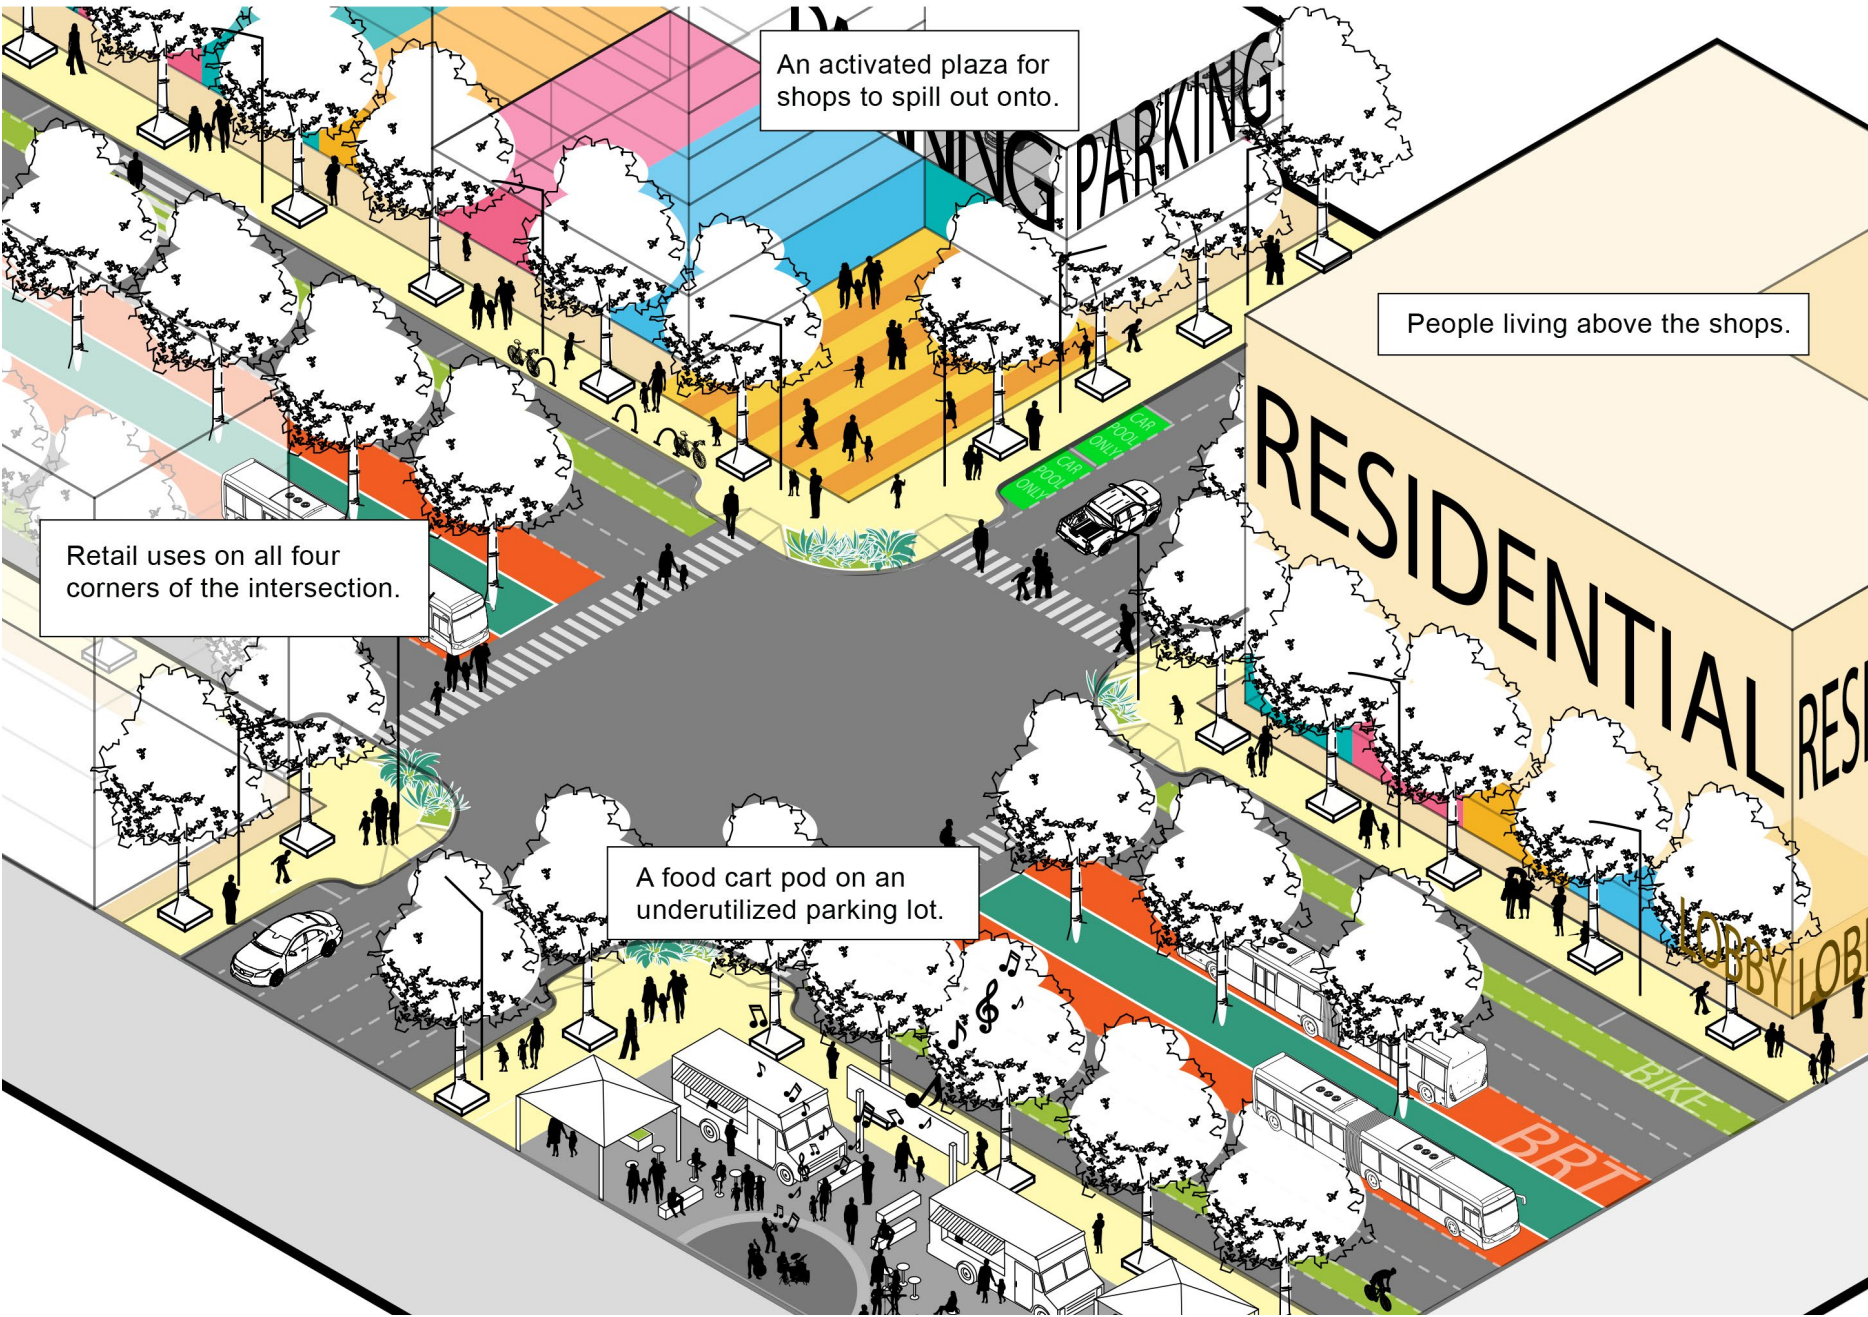 An activated plaza for
shops to spill out onto.
PARKING
People living above the shops.
RESIDENTIAL
CAR
POOL
ONLY
CAR
POOL
ONLY
Retail uses on all four
corners of the intersection.
A food cart pod on an
underutilized parking lot.
LOBBY
BIKE
BRT